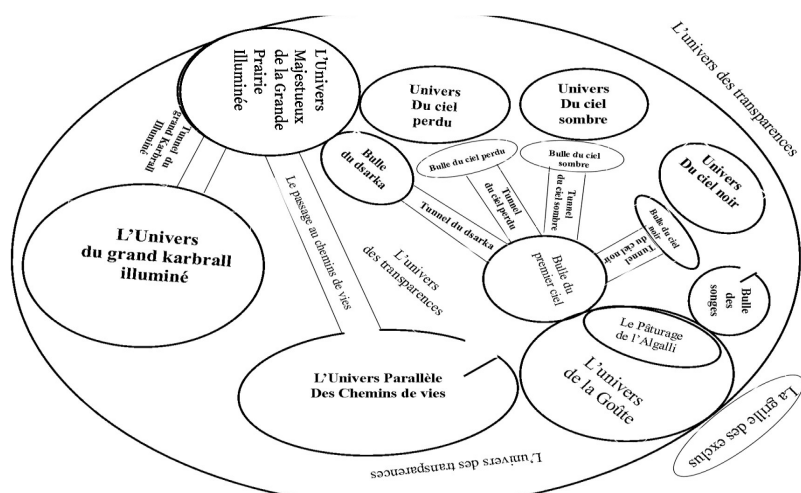 L'Univers
Majestueux
de la Grande
Prairie
Illuminée
Univers
Du ciel
perdu
Univers
Du ciel
sombre
L'univers des transparences
Tunnel du
grand Karbrall
Illuminé
Bulle
du dsarka
Bulle du ciel perdu
Bulle du ciel
sombre
Univers
Du ciel noir
Tunnel
du ciel perdu
Tunnel
du ciel sombre
Bulle du ciel
noir
Tunnel
du ciel noir
Tunnel du dsarka
L'Univers
du grand karbrall
illuminé
Le passage au chemins de vies
L'univers
des transparences
Bulle du
premier ciel
Bulle
des
songes
Le Pâturage
de l'Algalli
L'univers
de la Goûte
L'Univers Parallèle
Des Chemins de vies
La grille des exclus
L'univers des transparences